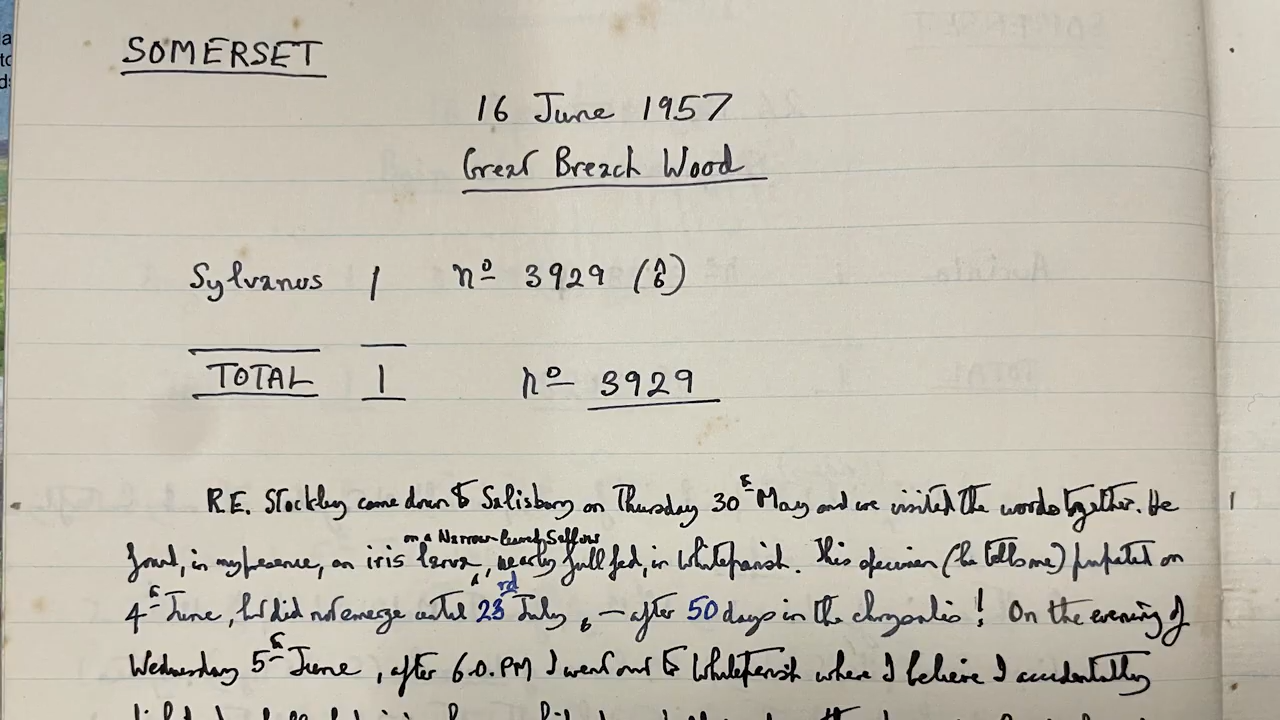 SOMERSET
16 June 1957
Great Breach Wood
Sylvanus 1 nº 3929 (♂)
TOTAL 1 nº 3929
R.E. Stockley came down to Salisbury on Thursday 30th May and we visited the woods together. He
on a Narrow-leaved Sallow
found, in my presence, an iris larva, nearly full fed, in Whiteparish. This specimen (he tells me) pupated on
4th June, but did not emerge until 23rd July, — after 50 days in the chrysalis! On the evening of
Wednesday 5th June, after 6.0. PM I went out to Whiteparish where I believe I accidentally